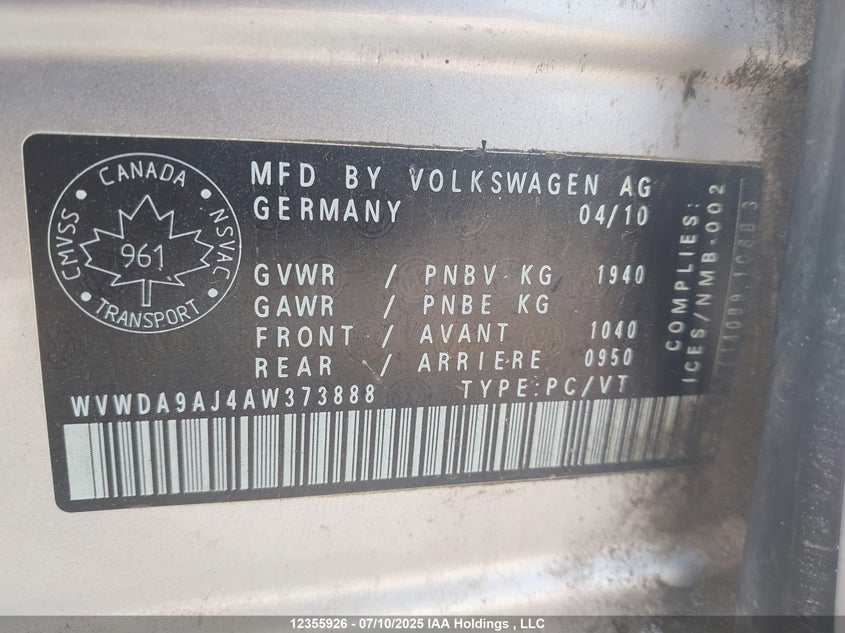 CANADA
CMVSS
NSVAC
961
TRANSPORT
MFD BY VOLKSWAGEN AG
GERMANY 04/10
GVWR / PNBV KG 1940
GAWR / PNBE KG
FRONT / AVANT 1040
REAR / ARRIERE 0950
WVWDA9AJ4AW373888 TYPE:PC/VT
COMPLIES:
ICES/NMB-002
12355926 - 07/10/2025 IAA Holdings , LLC